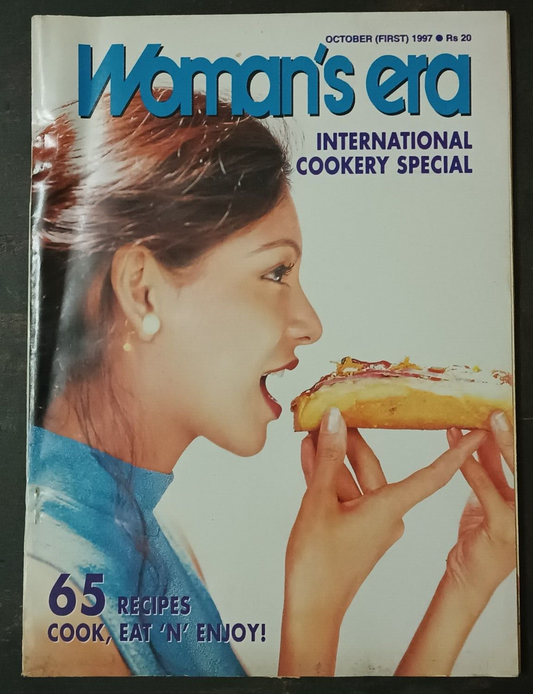 OCTOBER (FIRST) 1997 ● Rs 20
Woman's era
INTERNATIONAL
COOKERY SPECIAL
65 RECIPES
COOK, EAT 'N' ENJOY!